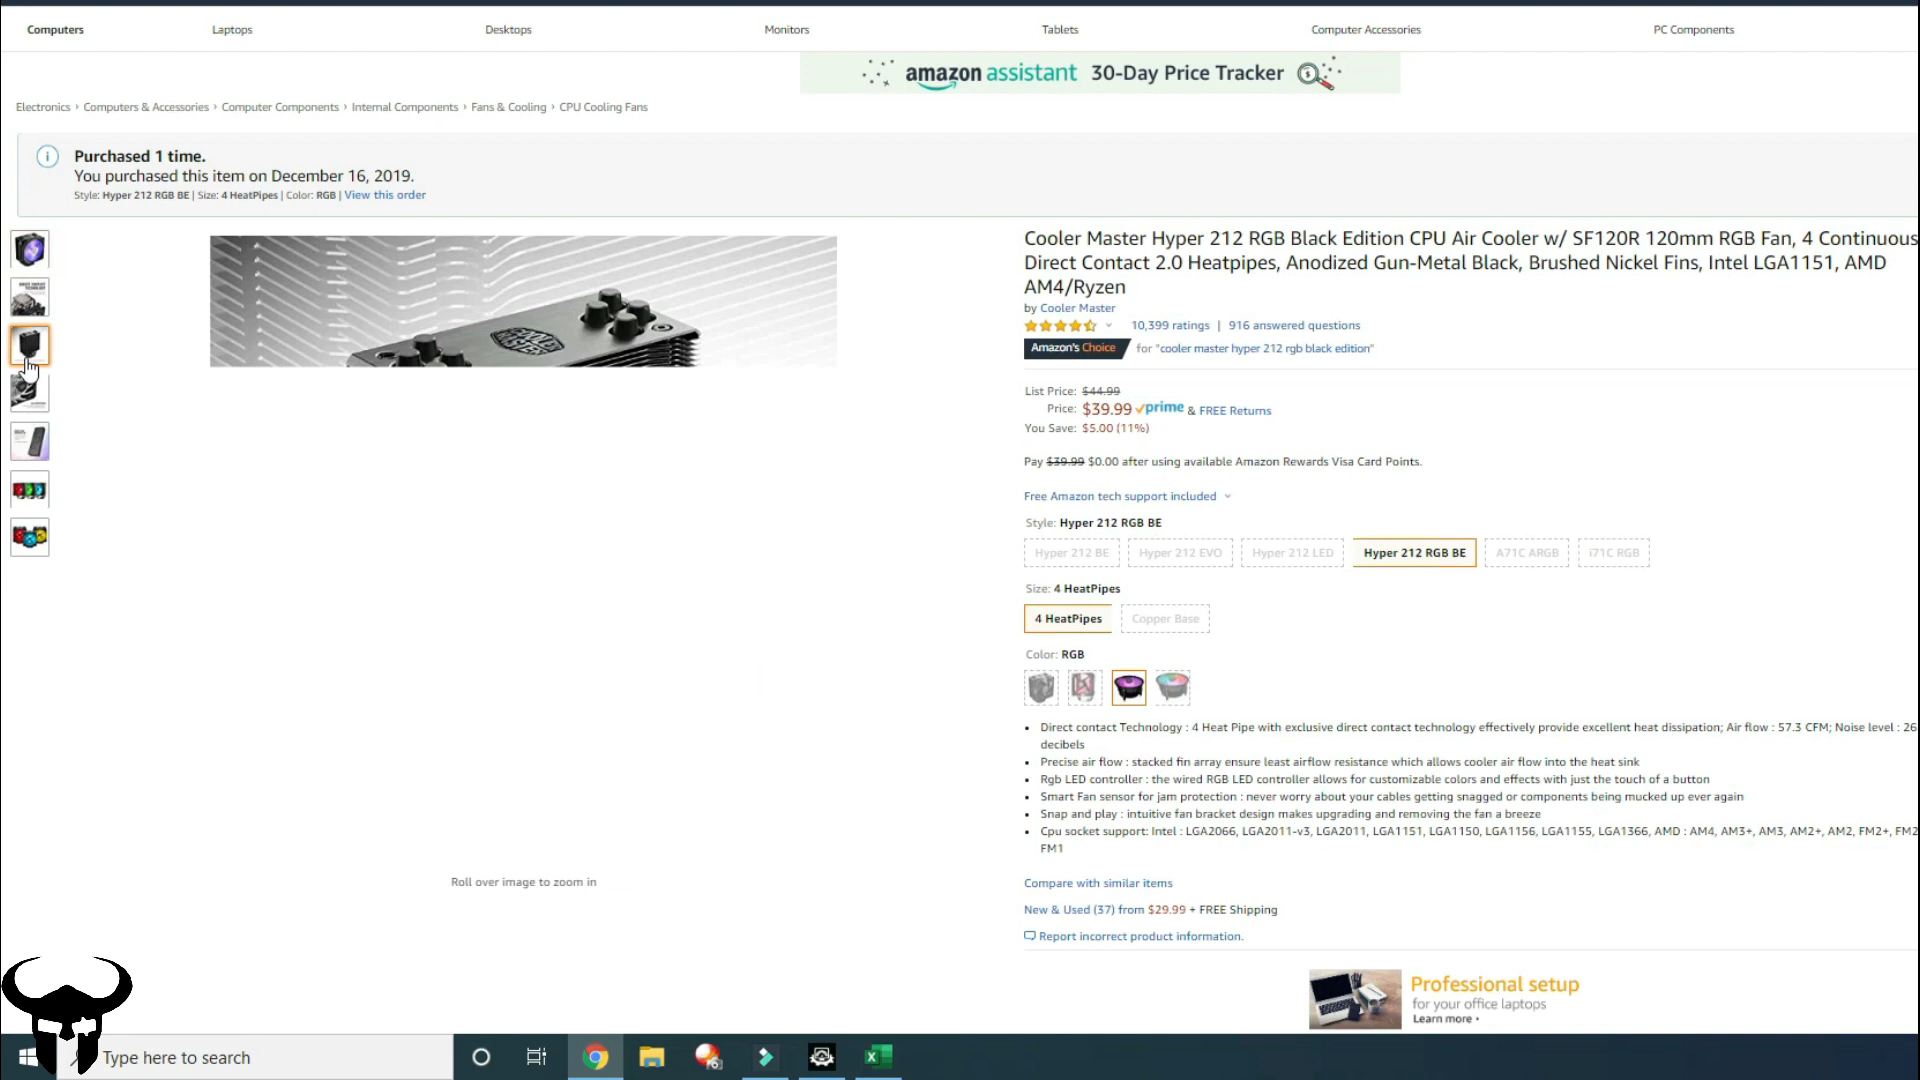 Computers
Laptops
Desktops
Monitors
Tablets
Computer Accessories
PC Components
amazon assistant 30-Day Price Tracker
Electronics › Computers & Accessories › Computer Components › Internal Components › Fans & Cooling › CPU Cooling Fans
Purchased 1 time.
You purchased this item on December 16, 2019.
Style: Hyper 212 RGB BE | Size: 4 HeatPipes | Color: RGB | View this order
COOLER MASTER
Cooler Master Hyper 212 RGB Black Edition CPU Air Cooler w/ SF120R 120mm RGB Fan, 4 Continuous
Direct Contact 2.0 Heatpipes, Anodized Gun-Metal Black, Brushed Nickel Fins, Intel LGA1151, AMD
AM4/Ryzen
by Cooler Master
10,399 ratings | 916 answered questions
Amazon's Choice for "cooler master hyper 212 rgb black edition"
List Price: $44.99
Price: $39.99 prime & FREE Returns
You Save: $5.00 (11%)
Pay $39.99 $0.00 after using available Amazon Rewards Visa Card Points.
Free Amazon tech support included
Style: Hyper 212 RGB BE
Hyper 212 BE
Hyper 212 EVO
Hyper 212 LED
Hyper 212 RGB BE
A71C ARGB
i71C RGB
Size: 4 HeatPipes
4 HeatPipes
Copper Base
Color: RGB
• Direct contact Technology : 4 Heat Pipe with exclusive direct contact technology effectively provide excellent heat dissipation; Air flow : 57.3 CFM; Noise level : 26
decibels
• Precise air flow : stacked fin array ensure least airflow resistance which allows cooler air flow into the heat sink
• Rgb LED controller : the wired RGB LED controller allows for customizable colors and effects with just the touch of a button
• Smart Fan sensor for jam protection : never worry about your cables getting snagged or components being mucked up ever again
• Snap and play : intuitive fan bracket design makes upgrading and removing the fan a breeze
• Cpu socket support: Intel : LGA2066, LGA2011-v3, LGA2011, LGA1151, LGA1150, LGA1156, LGA1155, LGA1366, AMD : AM4, AM3+, AM3, AM2+, AM2, FM2+, FM2
FM1
Roll over image to zoom in
Compare with similar items
New & Used (37) from $29.99 + FREE Shipping
Report incorrect product information.
Professional setup
for your office laptops
Learn more
Type here to search